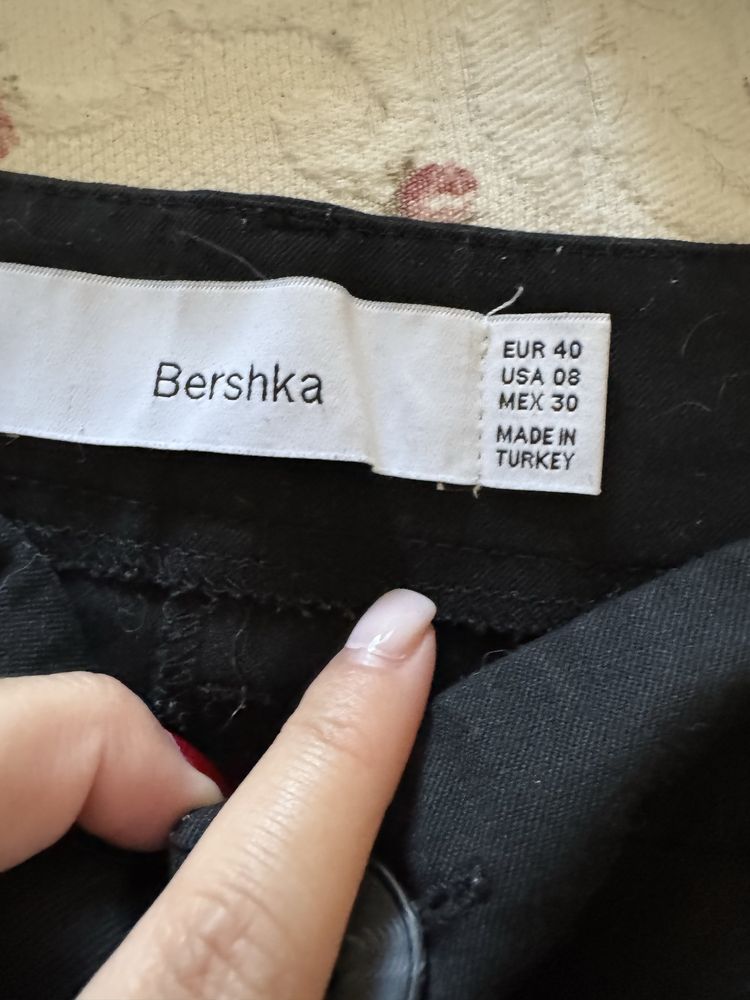 Bershka
EUR 40
USA 08
MEX 30
MADE IN
TURKEY